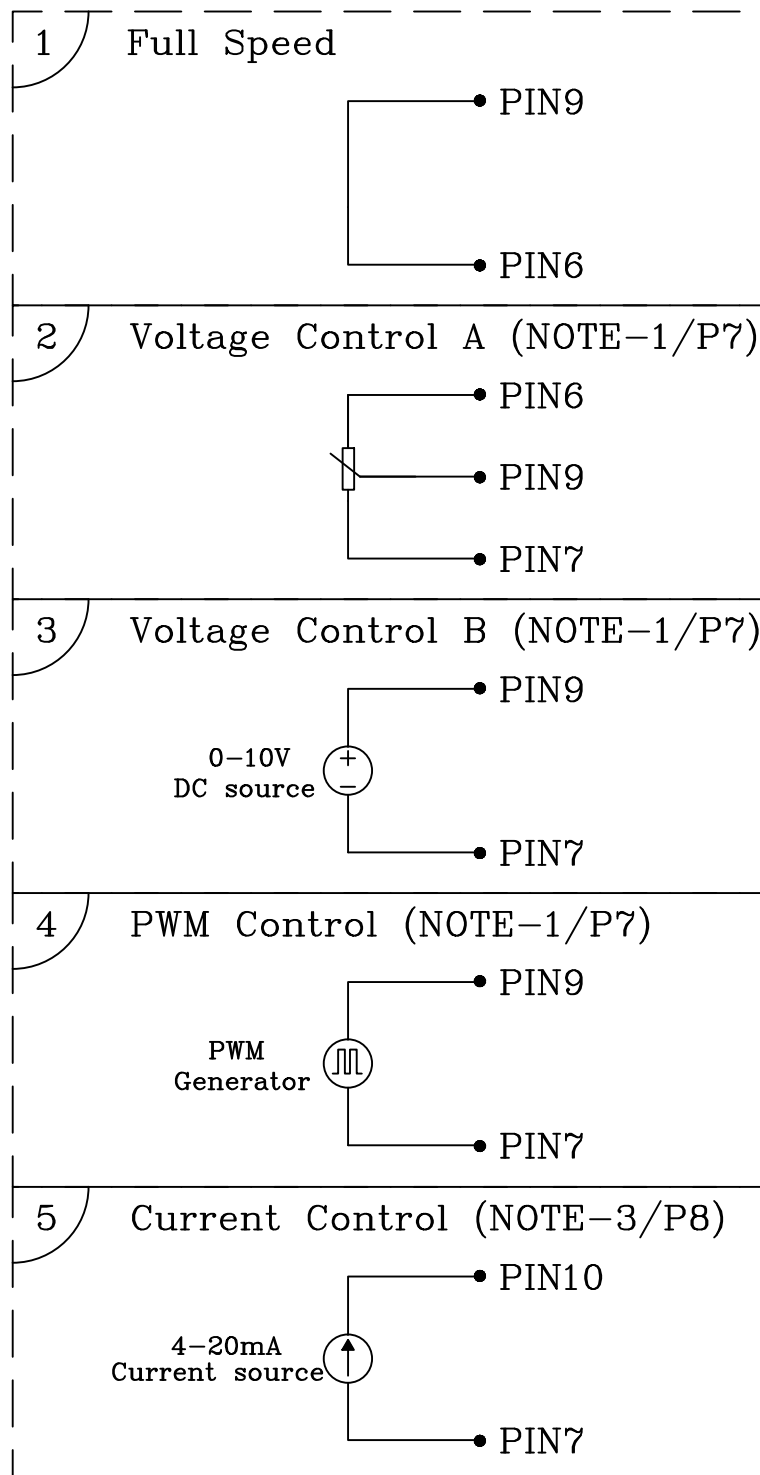 1 Full Speed
PIN9
PIN6
2 Voltage Control A (NOTE-1/P7)
PIN6
PIN9
PIN7
3 Voltage Control B (NOTE-1/P7)
PIN9
0-10V
DC source
+
−
PIN7
4 PWM Control (NOTE-1/P7)
PIN9
PWM
Generator
PIN7
5 Current Control (NOTE-3/P8)
PIN10
4-20mA
Current source
PIN7